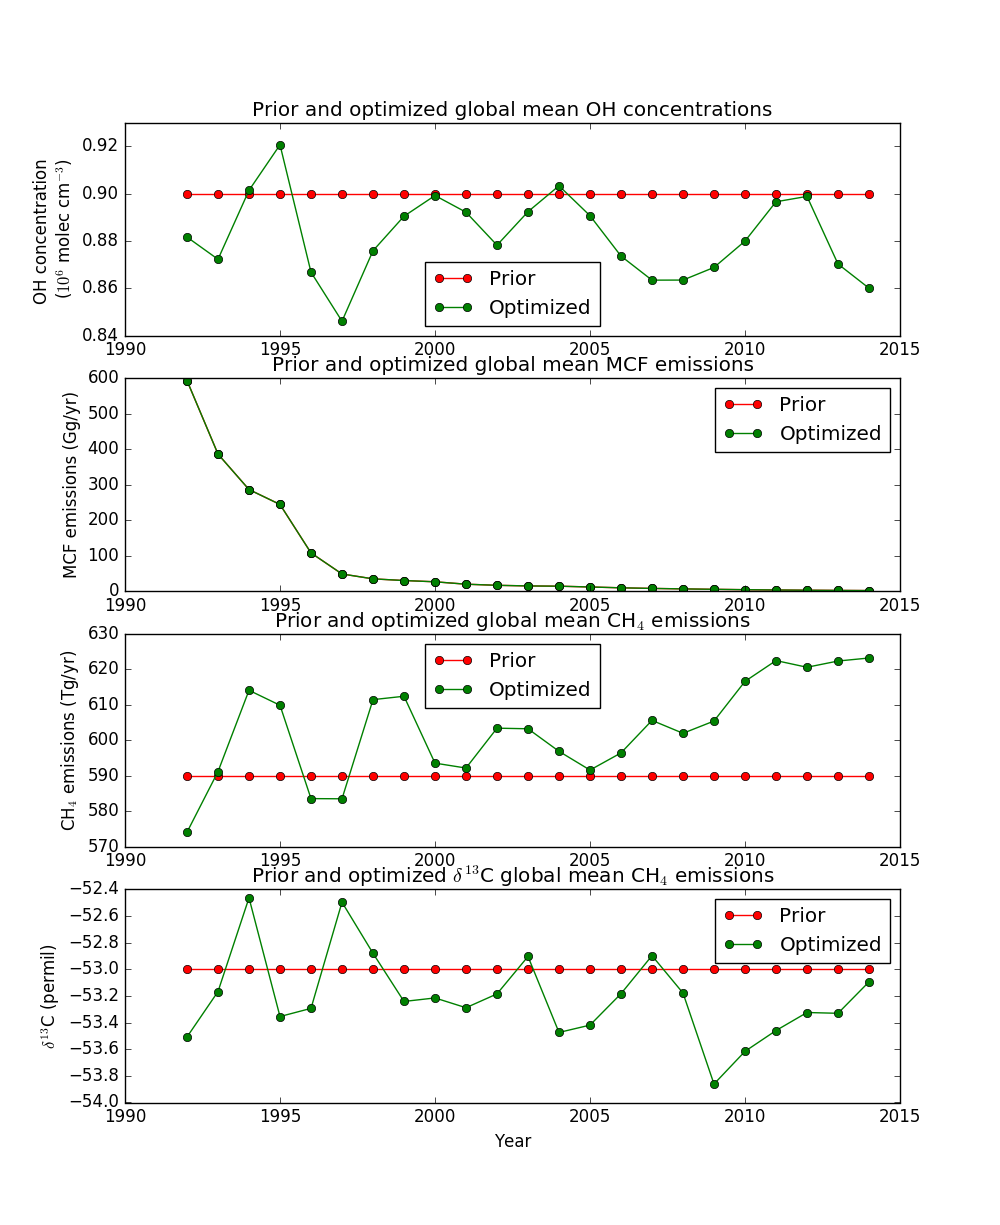 Prior and optimized global mean OH concentrations
OH concentration
(10⁶ molec cm⁻³)
0.92
0.90
0.88
0.86
0.84
Prior
Optimized
1990 1995 2000 2005 2010 2015
Prior and optimized global mean MCF emissions
MCF emissions (Gg/yr)
600
500
400
300
200
100
0
Prior
Optimized
1990 1995 2000 2005 2010 2015
Prior and optimized global mean CH₄ emissions
CH₄ emissions (Tg/yr)
630
620
610
600
590
580
570
Prior
Optimized
1990 1995 2000 2005 2010 2015
Prior and optimized δ¹³C global mean CH₄ emissions
δ¹³C (permil)
−52.4
−52.6
−52.8
−53.0
−53.2
−53.4
−53.6
−53.8
−54.0
Prior
Optimized
1990 1995 2000 2005 2010 2015
Year